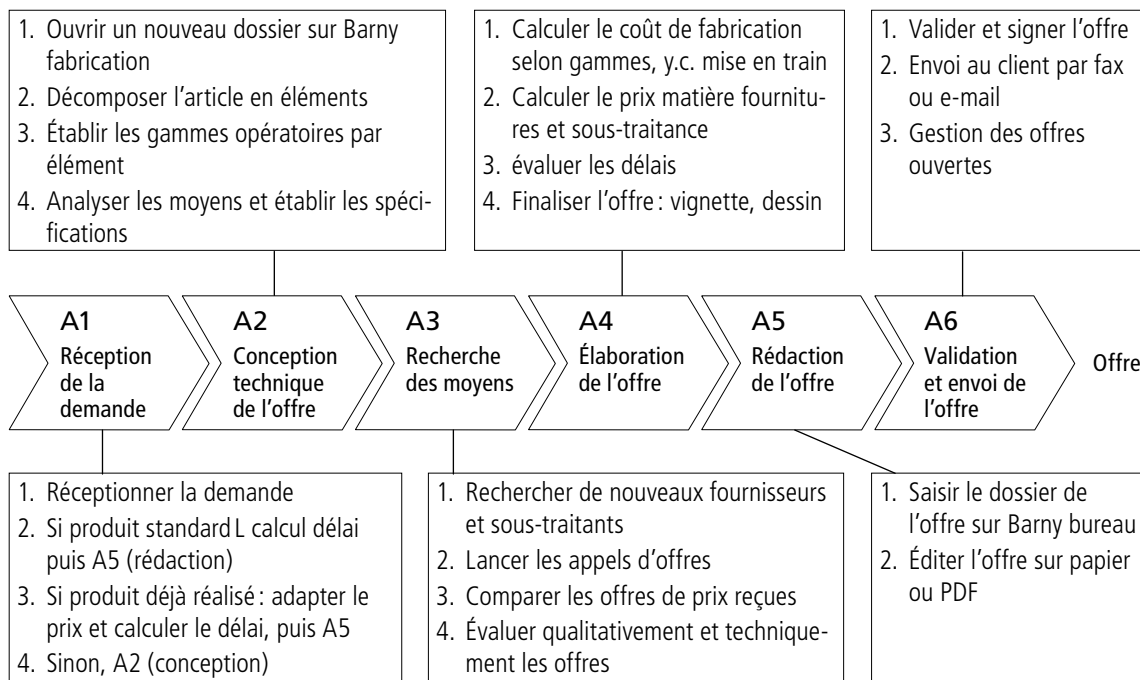 1. Ouvrir un nouveau dossier sur Barny
fabrication
2. Décomposer l'article en éléments
3. Établir les gammes opératoires par
élément
4. Analyser les moyens et établir les spéci-
fications
1. Calculer le coût de fabrication
selon gammes, y.c. mise en train
2. Calculer le prix matière fournitu-
res et sous-traitance
3. évaluer les délais
4. Finaliser l'offre : vignette, dessin
1. Valider et signer l'offre
2. Envoi au client par fax
ou e-mail
3. Gestion des offres
ouvertes
A1
Réception
de la
demande
A2
Conception
technique
de l'offre
A3
Recherche
des moyens
A4
Élaboration
de l'offre
A5
Rédaction
de l'offre
A6
Validation
et envoi de
l'offre
Offre
1. Réceptionner la demande
2. Si produit standard L calcul délai
puis A5 (rédaction)
3. Si produit déjà réalisé : adapter le
prix et calculer le délai, puis A5
4. Sinon, A2 (conception)
1. Rechercher de nouveaux fournisseurs
et sous-traitants
2. Lancer les appels d'offres
3. Comparer les offres de prix reçues
4. Évaluer qualitativement et technique-
ment les offres
1. Saisir le dossier de
l'offre sur Barny bureau
2. Éditer l'offre sur papier
ou PDF